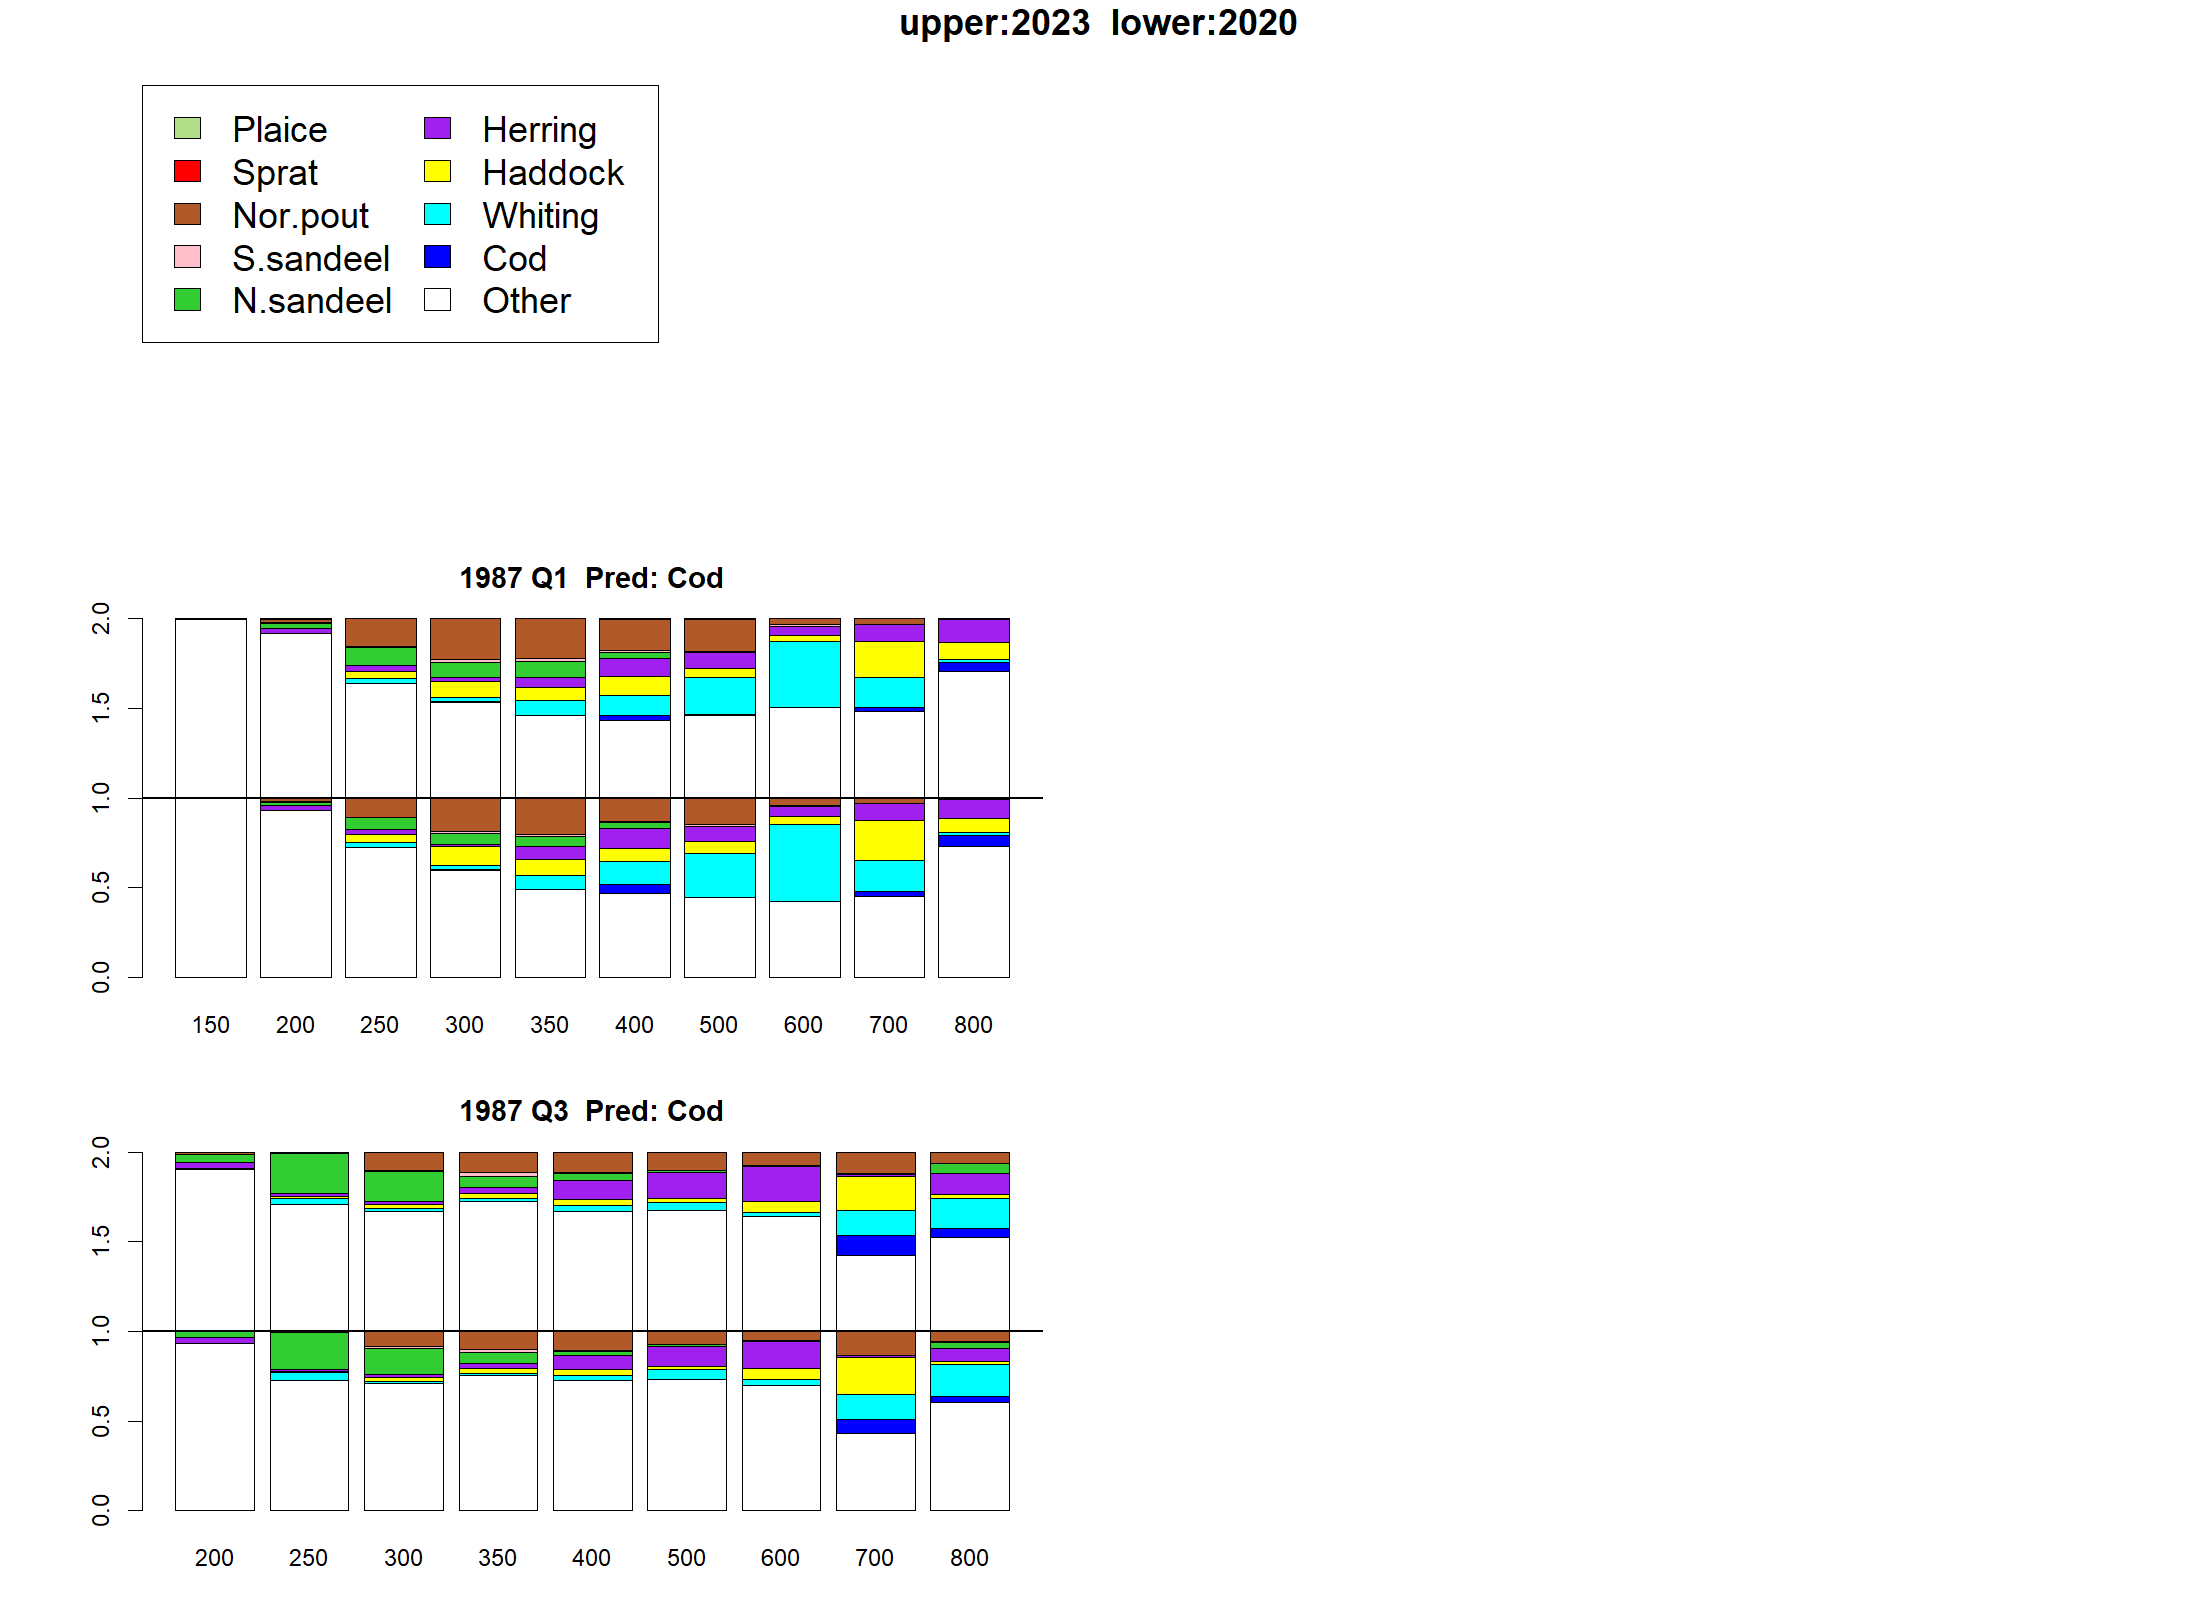 upper:2023  lower:2020
Plaice
Sprat
Nor.pout
S.sandeel
N.sandeel
Herring
Haddock
Whiting
Cod
Other
1987 Q1  Pred: Cod
2.0
1.5
1.0
0.5
0.0
150 200 250 300 350 400 500 600 700 800
1987 Q3  Pred: Cod
2.0
1.5
1.0
0.5
0.0
200 250 300 350 400 500 600 700 800